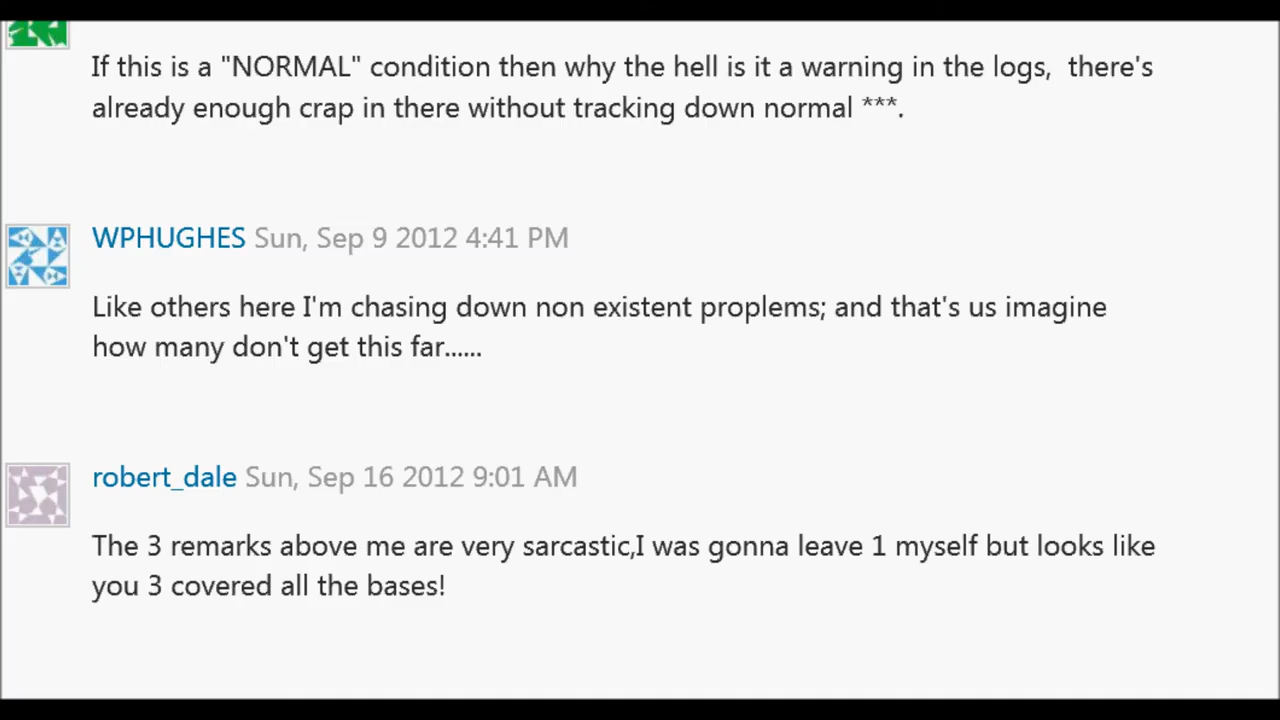 If this is a "NORMAL" condition then why the hell is it a warning in the logs,  there's
already enough crap in there without tracking down normal ***.
WPHUGHES Sun, Sep 9 2012 4:41 PM
Like others here I'm chasing down non existent proplems; and that's us imagine
how many don't get this far......
robert_dale Sun, Sep 16 2012 9:01 AM
The 3 remarks above me are very sarcastic,I was gonna leave 1 myself but looks like
you 3 covered all the bases!